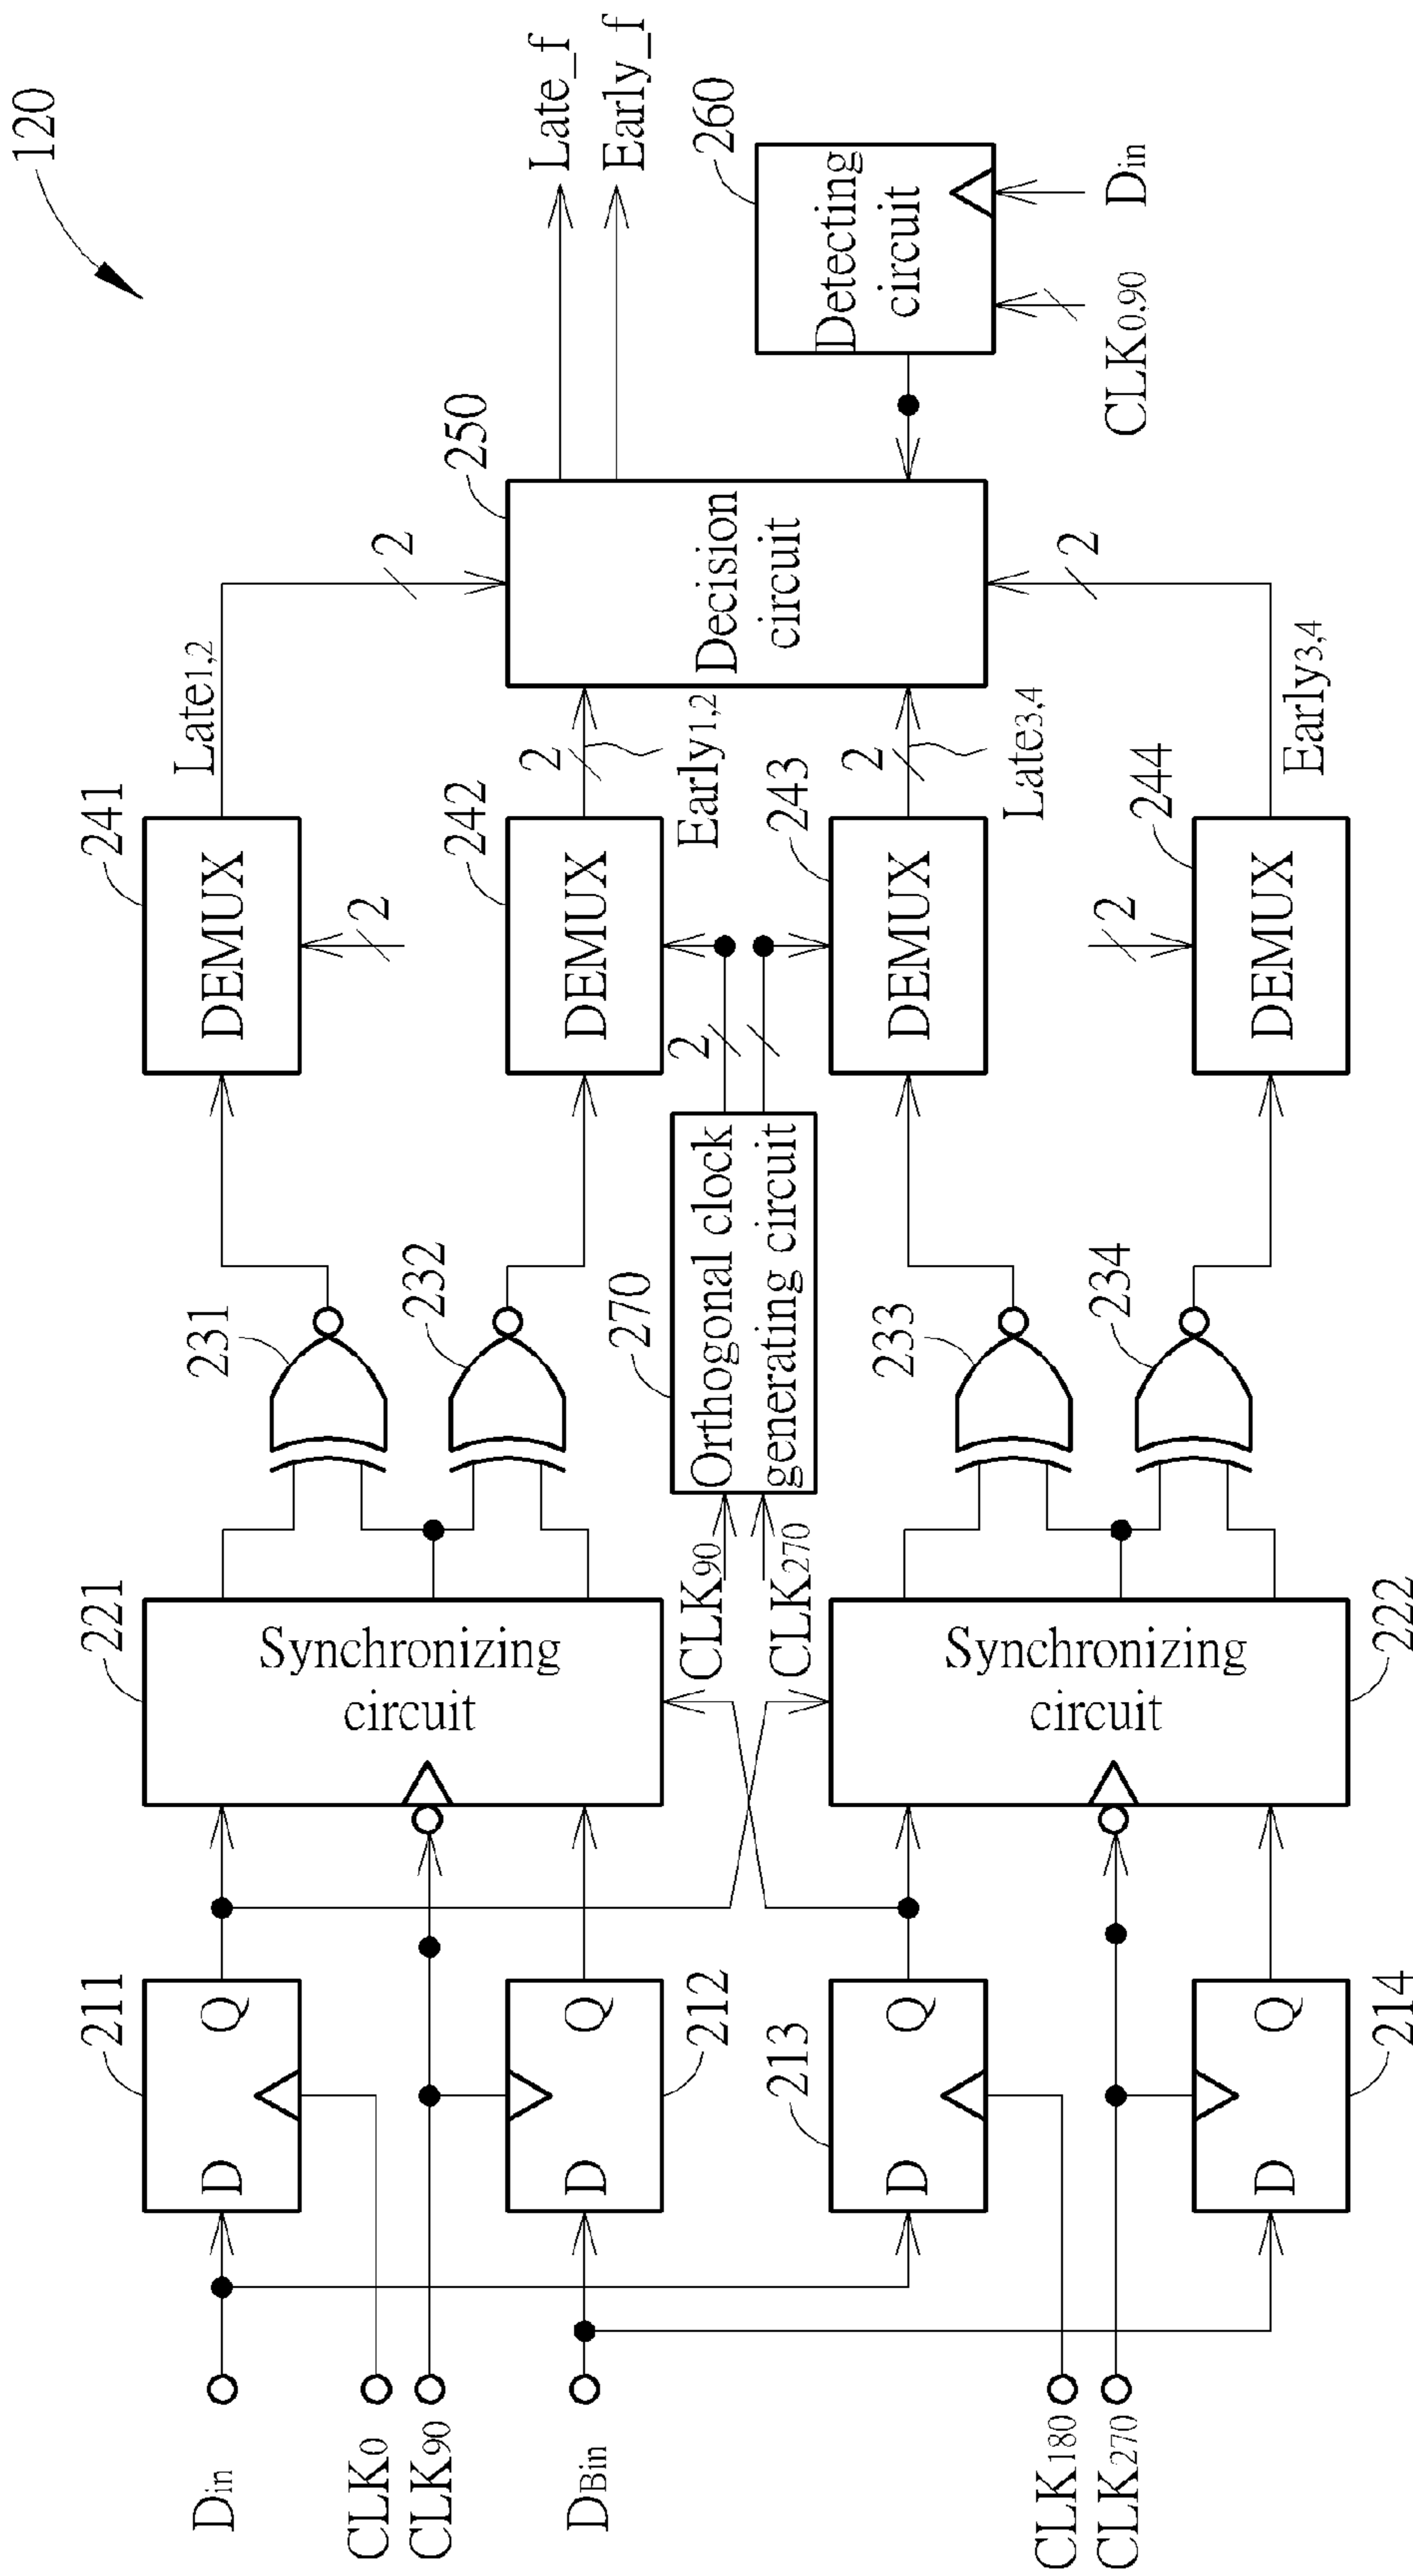 120
Din
CLK0
CLK90
DBin
CLK180
CLK270
211
D
Q
212
D
Q
213
D
Q
214
D
Q
221
Synchronizing
circuit
222
Synchronizing
circuit
CLK90
CLK270
231
232
233
234
270
Orthogonal clock
generating circuit
2
241
DEMUX
2
242
DEMUX
243
DEMUX
244
DEMUX
2
Late1,2
2
Early1,2
2
Late3,4
2
Early3,4
2
250
Decision
circuit
Late_f
Early_f
260
Detecting
circuit
CLK0,90
Din